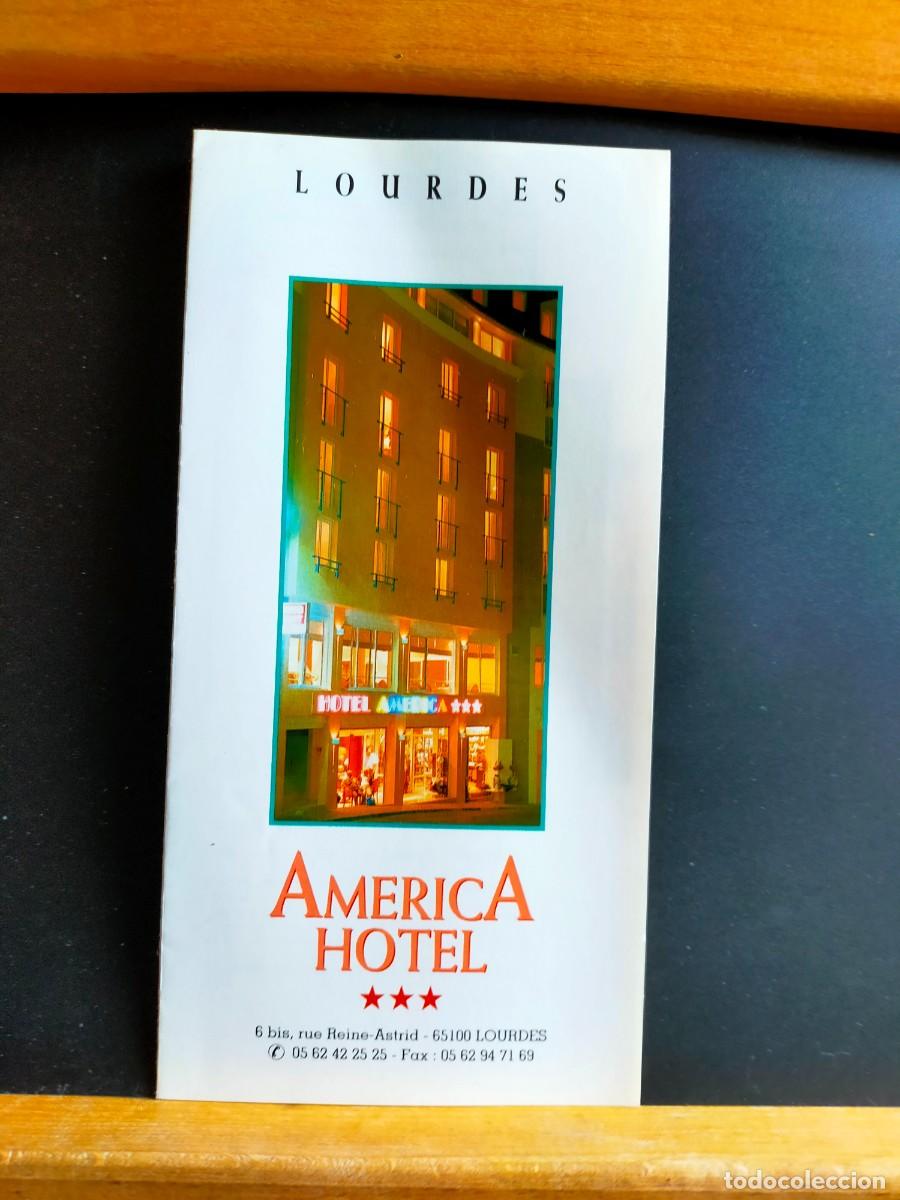 LOURDES
HOTEL AMERICA ★★★
AMERICA
HOTEL
★★★
6 bis, rue Reine-Astrid - 65100 LOURDES
✆ 05 62 42 25 25 - Fax : 05 62 94 71 69
todocoleccion